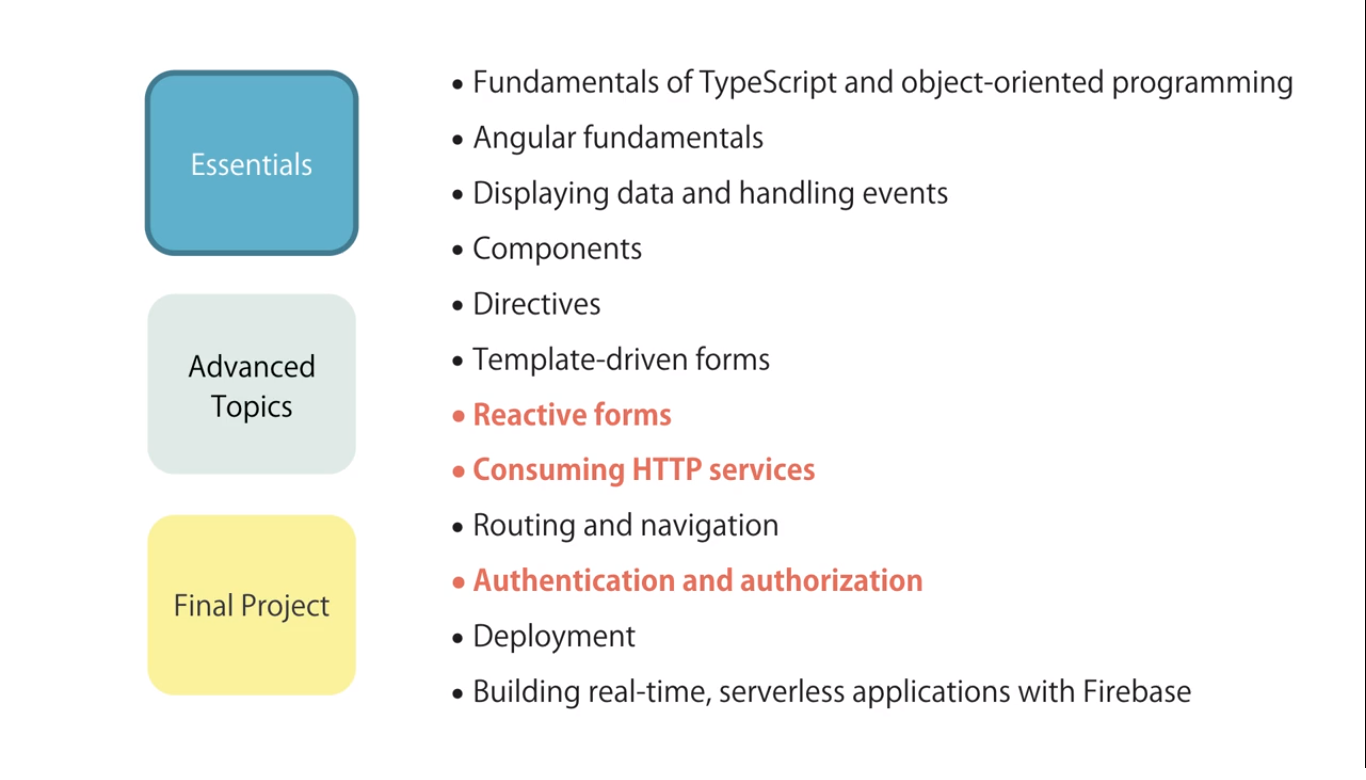 Essentials
Advanced
Topics
Final Project
• Fundamentals of TypeScript and object-oriented programming
• Angular fundamentals
• Displaying data and handling events
• Components
• Directives
• Template-driven forms
• Reactive forms
• Consuming HTTP services
• Routing and navigation
• Authentication and authorization
• Deployment
• Building real-time, serverless applications with Firebase